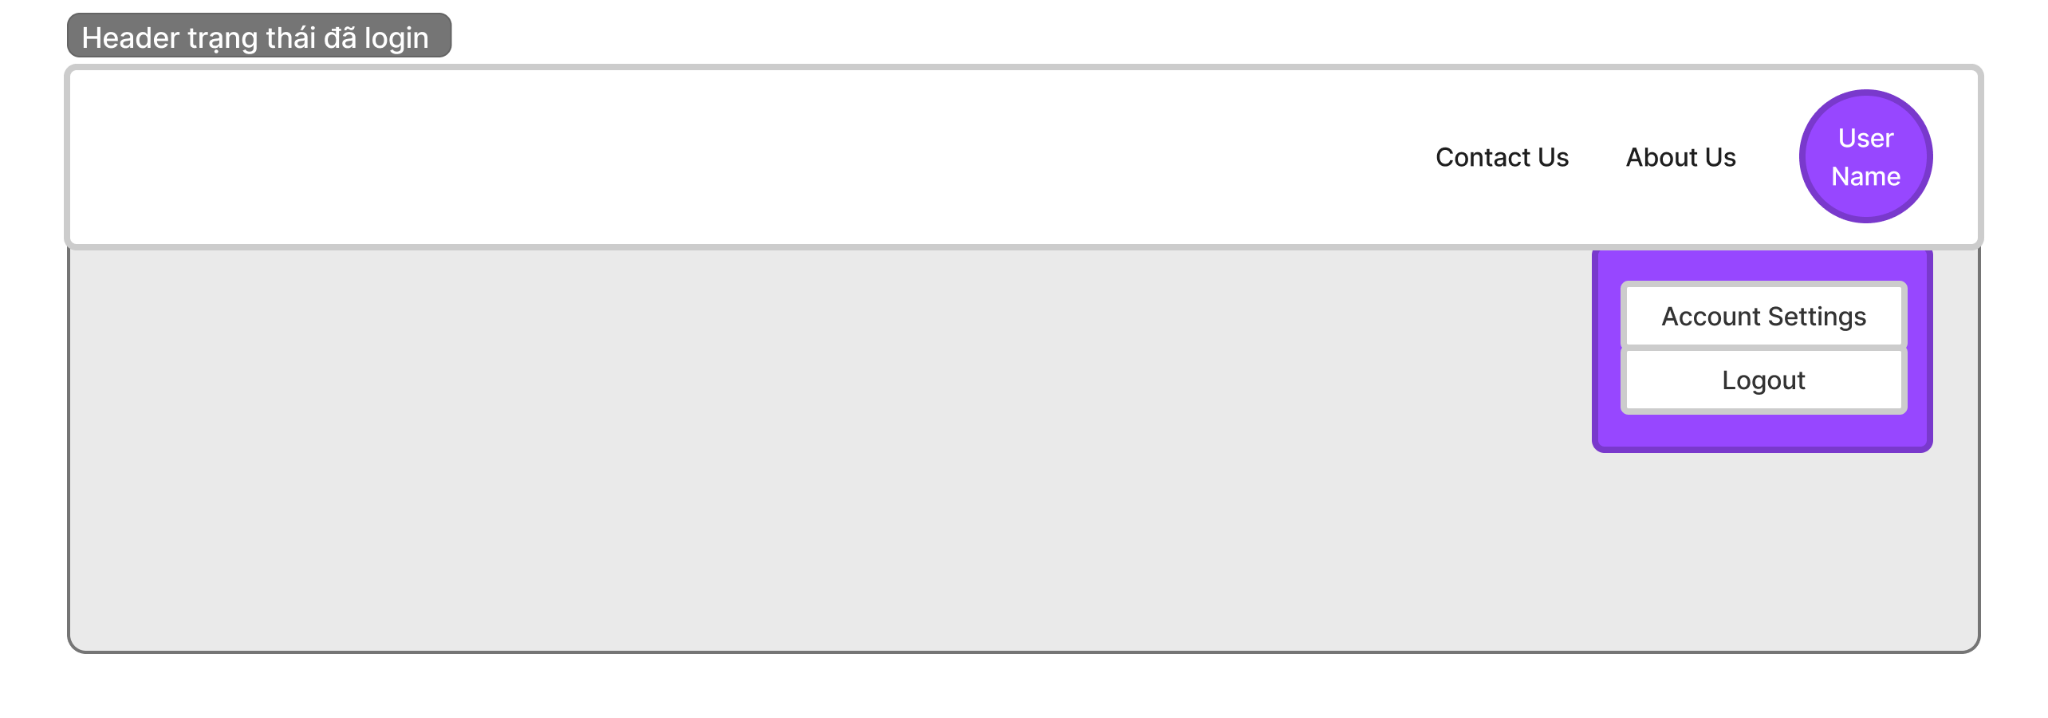 Header trạng thái đã login
Contact Us
About Us
User
Name
Account Settings
Logout